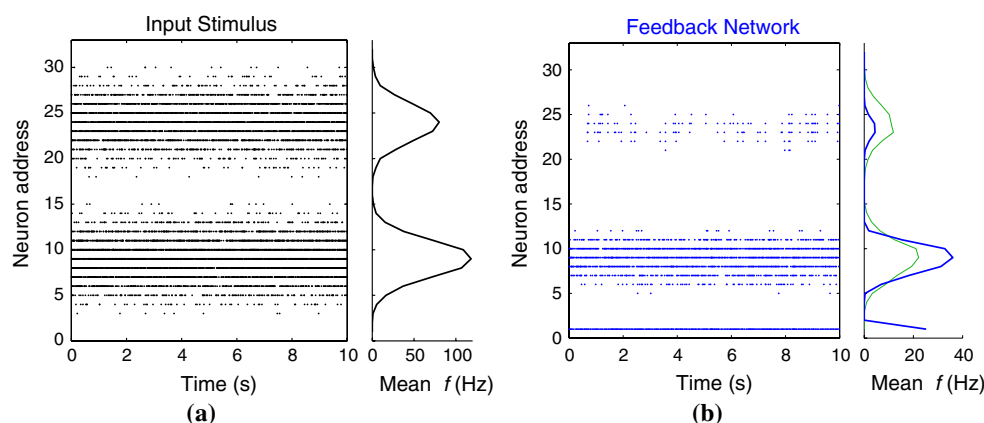 Input Stimulus
Neuron address
30
25
20
15
10
5
0
0 2 4 6 8 10
Time (s)
0 50 100
Mean f (Hz)
(a)
Feedback Network
Neuron address
30
25
20
15
10
5
0
0 2 4 6 8 10
Time (s)
0 20 40
Mean f (Hz)
(b)